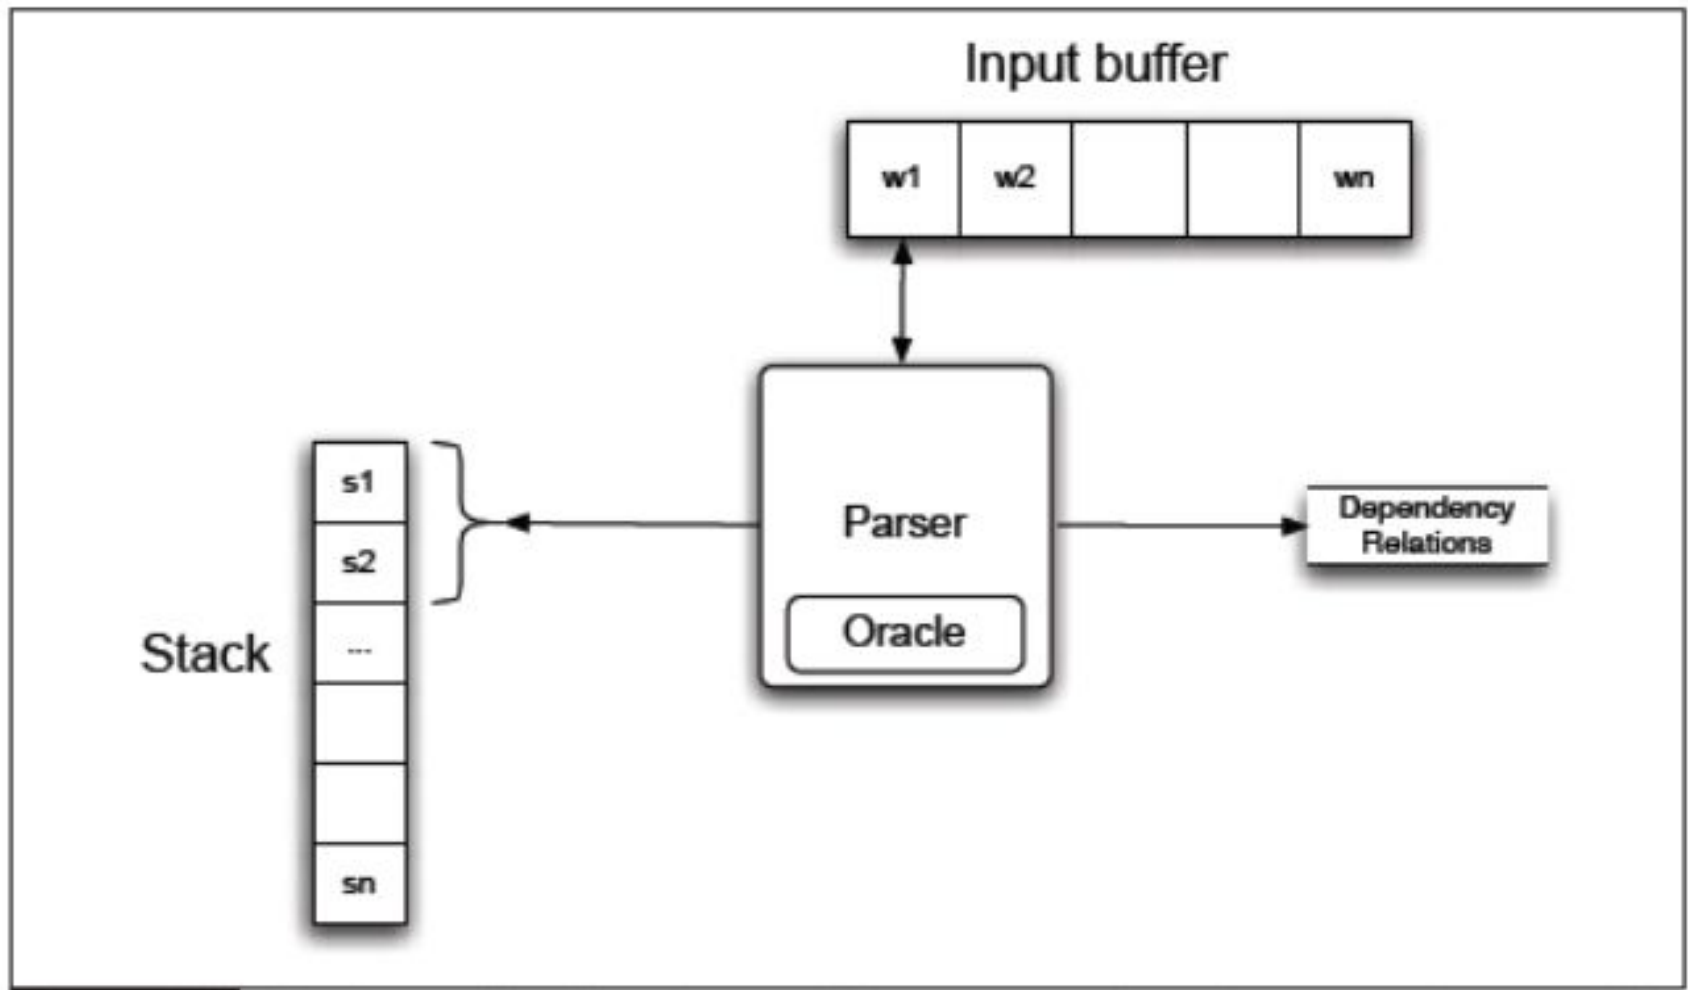 Input buffer
w1 w2 wn
s1
s2
Stack
...
sn
Parser
Oracle
Dependency
Relations